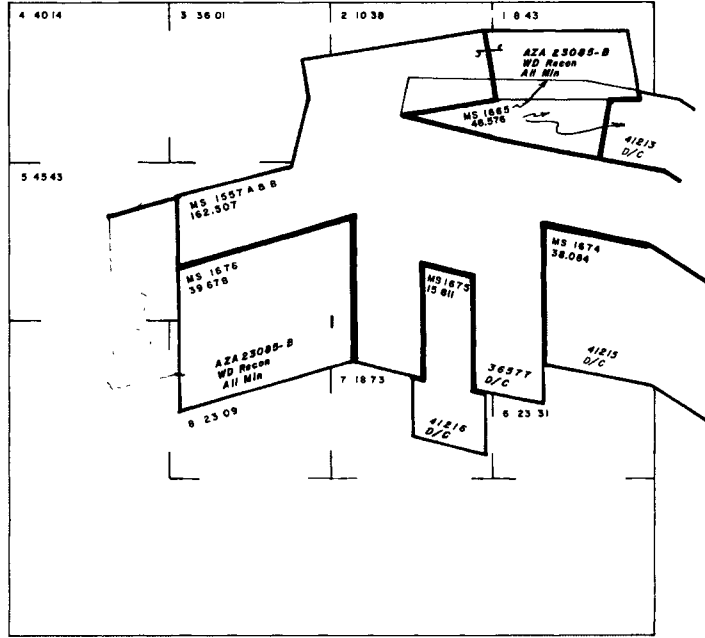 4 40 14
3 36 01
2 10 38
1 8 43
AZA 23085-B
WD Recon
All Min
MS 1665
46.576
41213
D/C
5 45 43
MS 1557 A & B
162.507
MS 1676
39.678
MS 1675
15 811
MS 1674
38.084
AZA 23085-B
WD Recon
All Min
41215
D/C
36577
D/C
7 18 73
8 23 09
41216
D/C
6 23 31